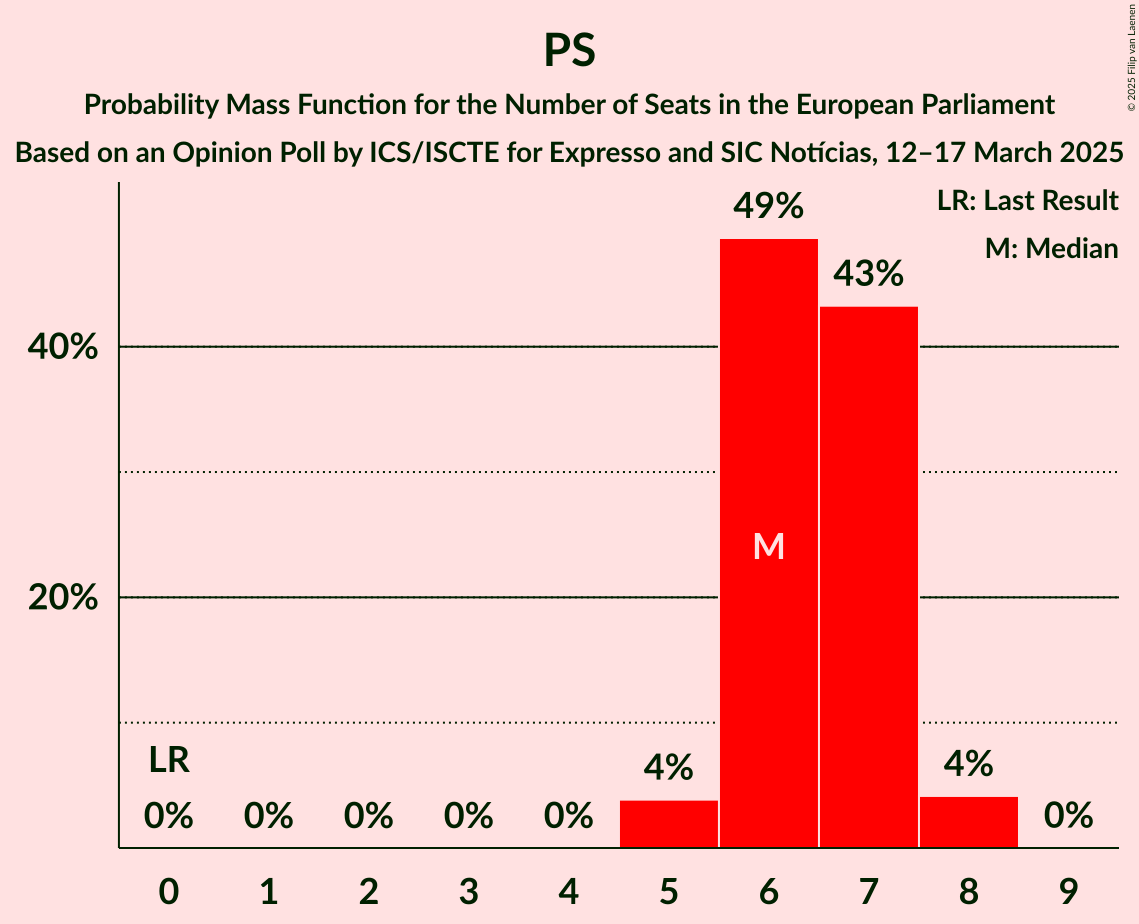 PS
Probability Mass Function for the Number of Seats in the European Parliament
Based on an Opinion Poll by ICS/ISCTE for Expresso and SIC Notícias, 12–17 March 2025
© 2025 Filip van Laenen
LR: Last Result
M: Median
49%
43%
40%
M
20%
LR
4%
4%
0% 0% 0% 0% 0% 0%
0 1 2 3 4 5 6 7 8 9